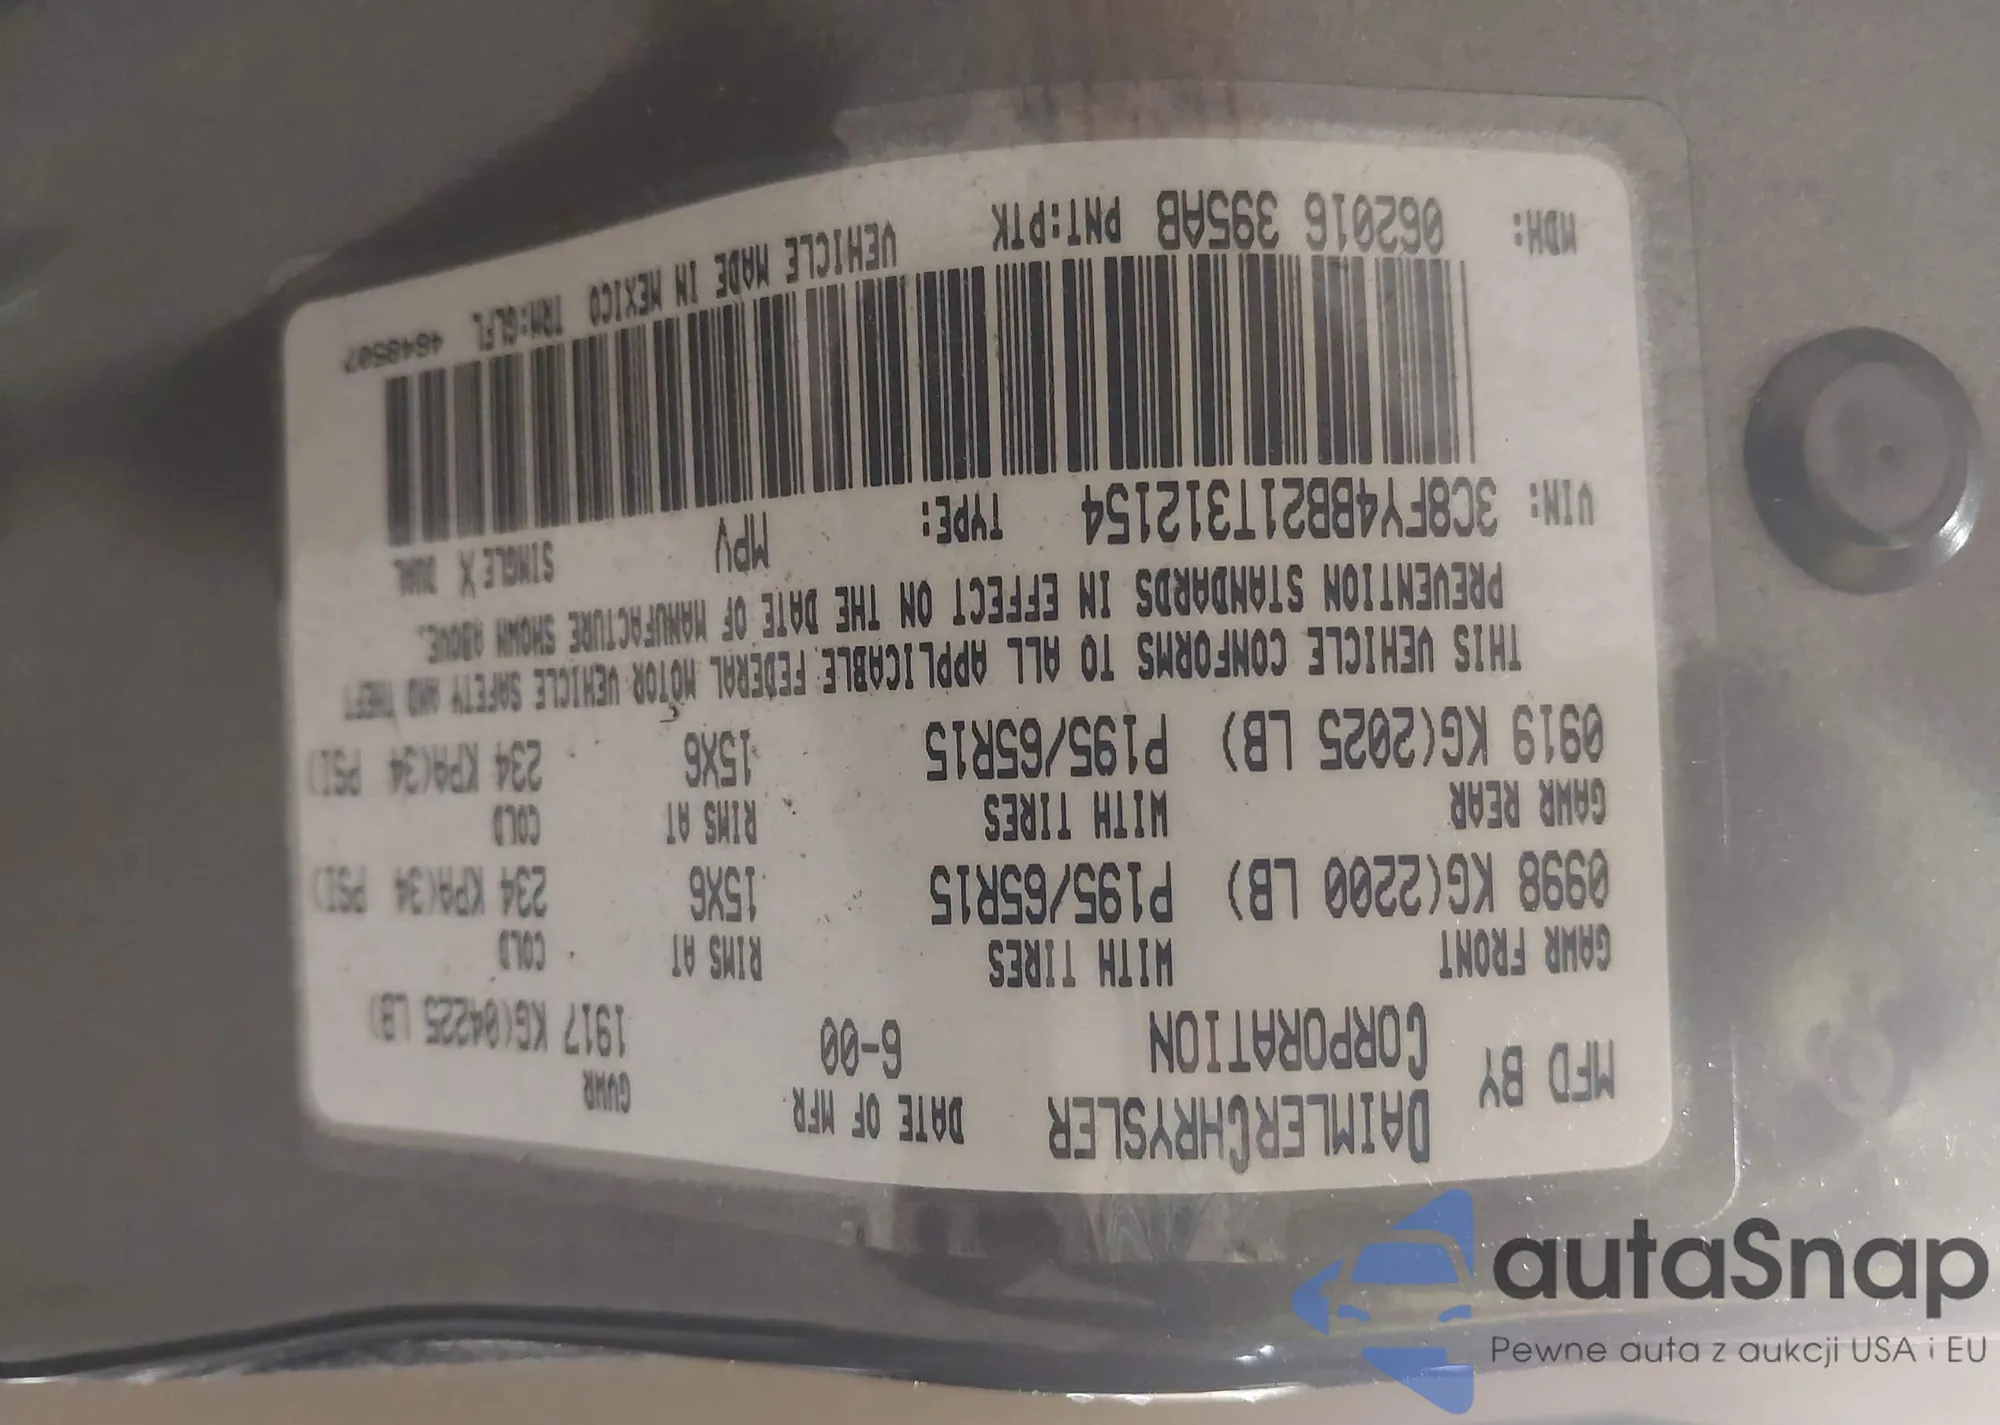 MFD BY DAIMLERCHRYSLER CORPORATION DATE OF MFR 6-00 GVWR 1917 KG(04225 LB)
GAWR FRONT WITH TIRES RIMS AT COLD
0998 KG(2200 LB) P195/65R15 15X6 234 KPA(34 PSI)
GAWR REAR WITH TIRES RIMS AT COLD
0919 KG(2025 LB) P195/65R15 15X6 234 KPA(34 PSI)
THIS VEHICLE CONFORMS TO ALL APPLICABLE FEDERAL MOTOR VEHICLE SAFETY AND THEFT
PREVENTION STANDARDS IN EFFECT ON THE DATE OF MANUFACTURE SHOWN ABOVE.
VIN: 3C8FY4BB21T312154 TYPE: MPV SINGLE X DUAL
MDH: 062016 395AB PNT:PTK VEHICLE MADE IN MEXICO TRM:GLFL 4648507
autaSnap
Pewne auta z aukcji USA i EU